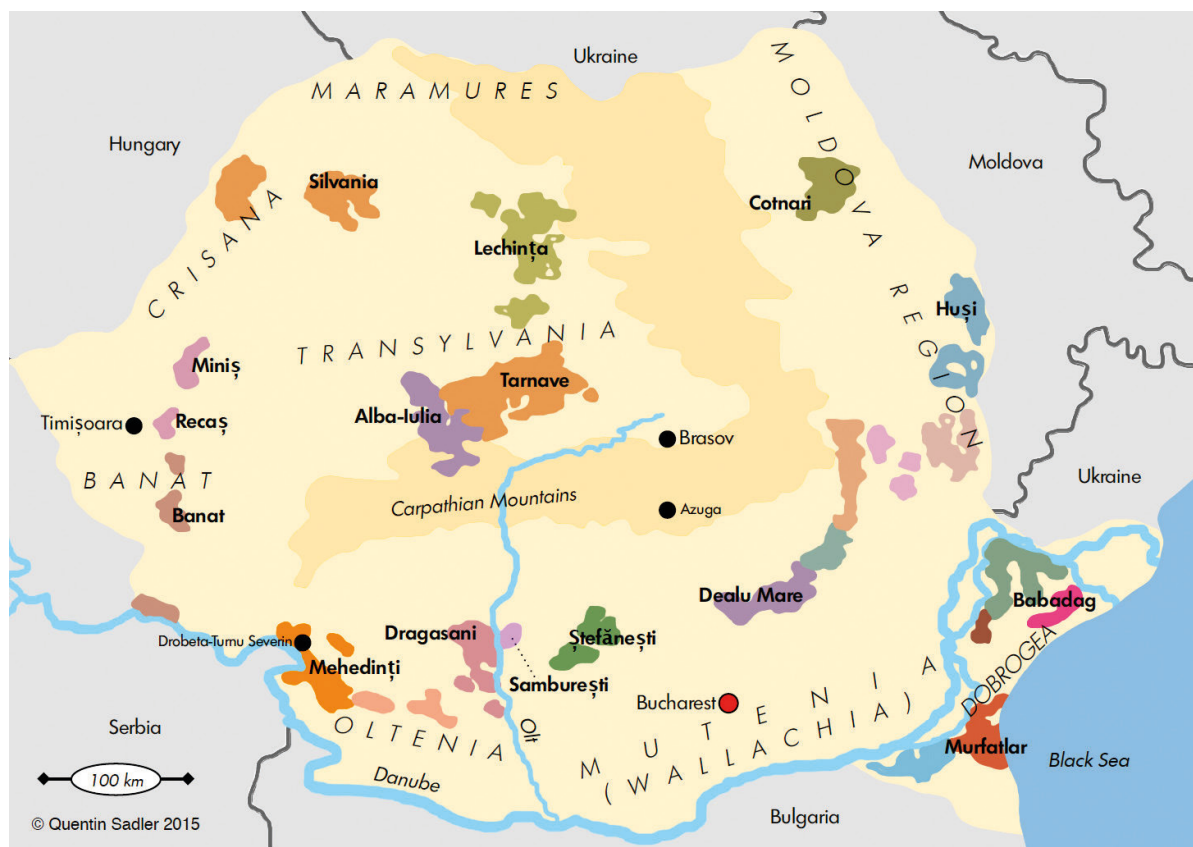 Ukraine
MARAMURES
MOLDOVA REGION
Hungary
Moldova
Silvania
CRISANA
Cotnari
Lechința
Huși
TRANSYLVANIA
Miniș
Tarnave
Alba-Iulia
Timișoara
Recaș
Brasov
BANAT
Ukraine
Carpathian Mountains
Banat
Azuga
Dealu Mare
Babadag
Drobeta-Turnu Severin
Dragasani
Ștefănești
Mehedinți
Samburești
DOBROGEA
Bucharest
MUTENIA
(WALLACHIA)
OLTENIA
Olt
Serbia
Murfatlar
Black Sea
100 km
Danube
Bulgaria
© Quentin Sadler 2015